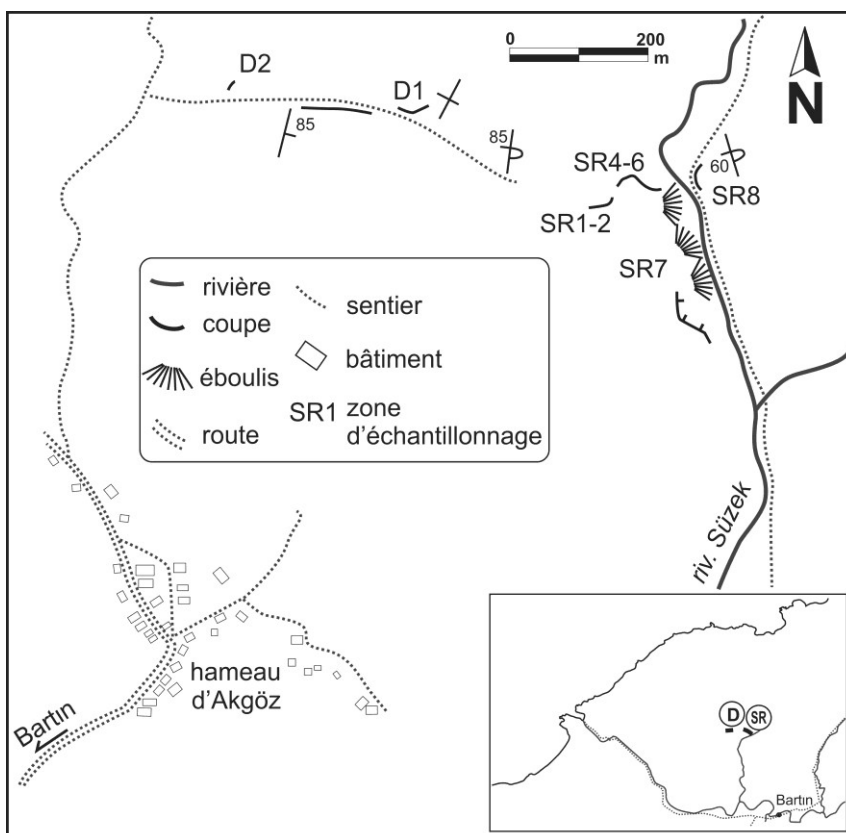 0 200
m
N
D2
D1
85
85
SR4-6
60
SR8
SR1-2
SR7
rivière
sentier
coupe
bâtiment
éboulis
SR1 zone
d'échantillonnage
route
riv. Süzek
hameau
d'Akgöz
Bartın
D
SR
Bartın